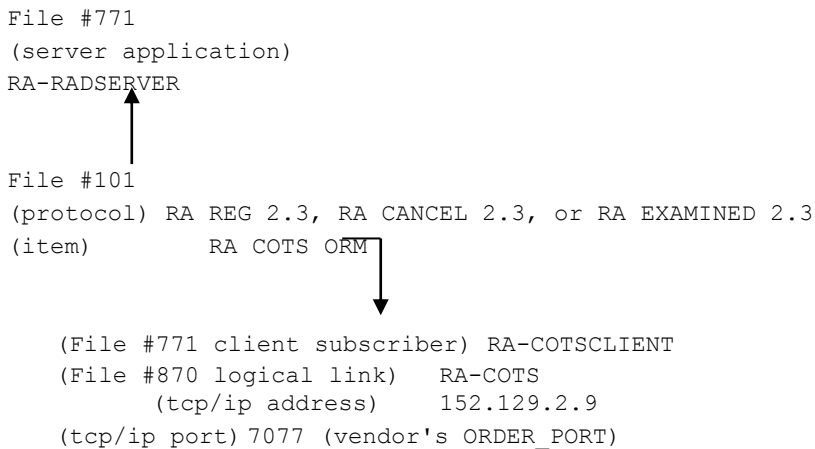 File #771
(server application)
RA-RADSERVER
File #101
(protocol) RA REG 2.3, RA CANCEL 2.3, or RA EXAMINED 2.3
(item) RA COTS ORM
(File #771 client subscriber) RA-COTSCLIENT
(File #870 logical link) RA-COTS
(tcp/ip address) 152.129.2.9
(tcp/ip port) 7077 (vendor's ORDER_PORT)